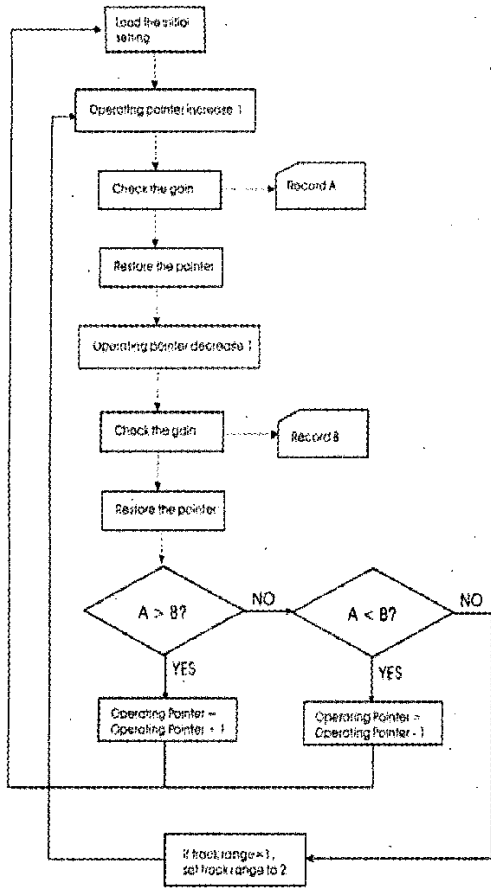 Load the initial
setting
Operating pointer increase 1
Check the gain
Record A
Restore the pointer
Operating pointer decrease 1
Check the gain
Record B
Restore the pointer
A > B?
NO
A < B?
NO
YES
YES
Operating Pointer =
Operating Pointer + 1
Operating Pointer =
Operating Pointer - 1
if track range = 1,
set track range to 2